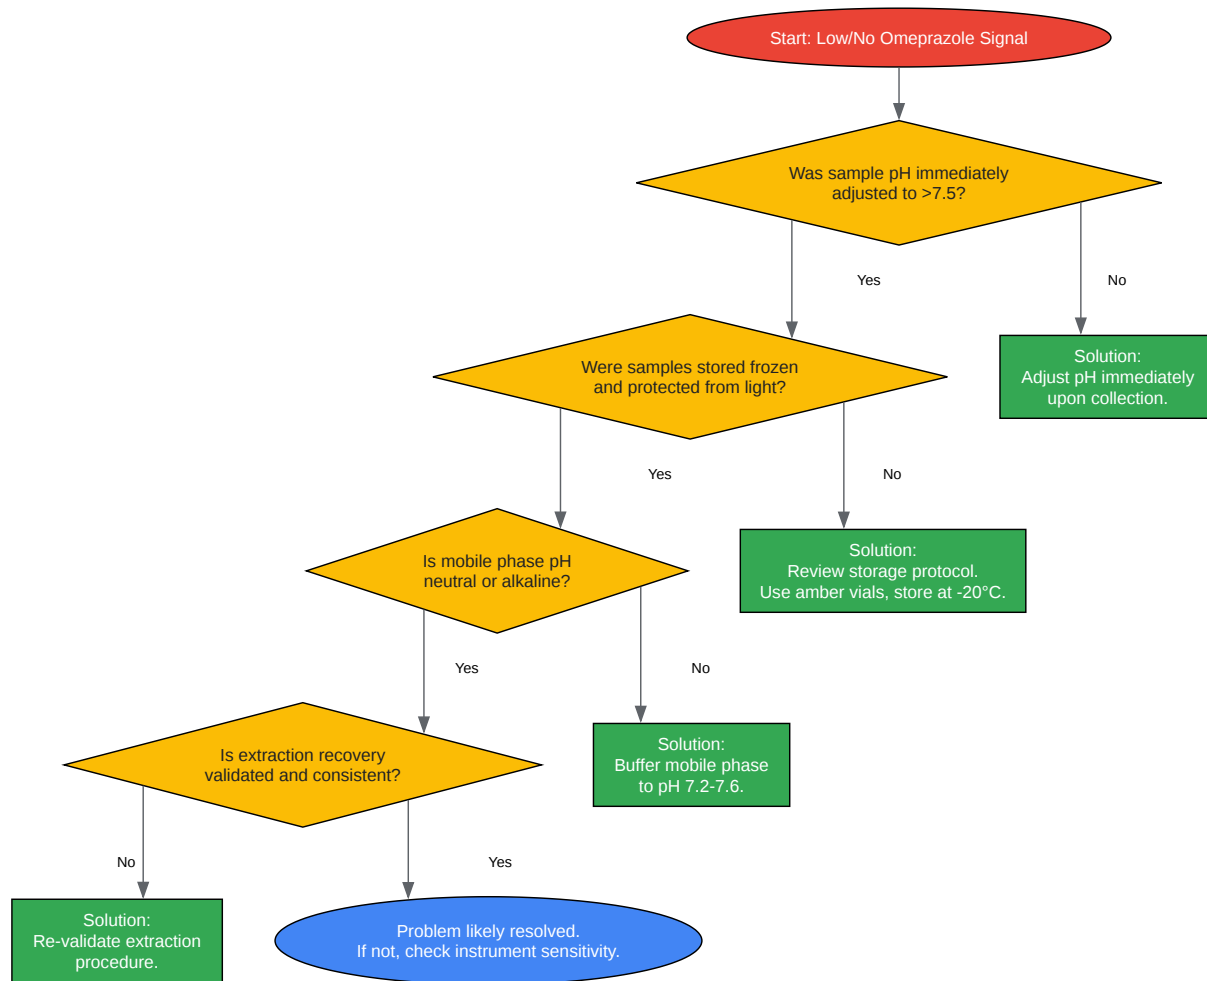 Start: Low/No Omeprazole Signal
Was sample pH immediately
adjusted to >7.5?
Yes
No
Were samples stored frozen
and protected from light?
Solution:
Adjust pH immediately
upon collection.
Yes
No
Is mobile phase pH
neutral or alkaline?
Solution:
Review storage protocol.
Use amber vials, store at -20°C.
Yes
No
Is extraction recovery
validated and consistent?
Solution:
Buffer mobile phase
to pH 7.2-7.6.
No
Yes
Solution:
Re-validate extraction
procedure.
Problem likely resolved.
If not, check instrument sensitivity.